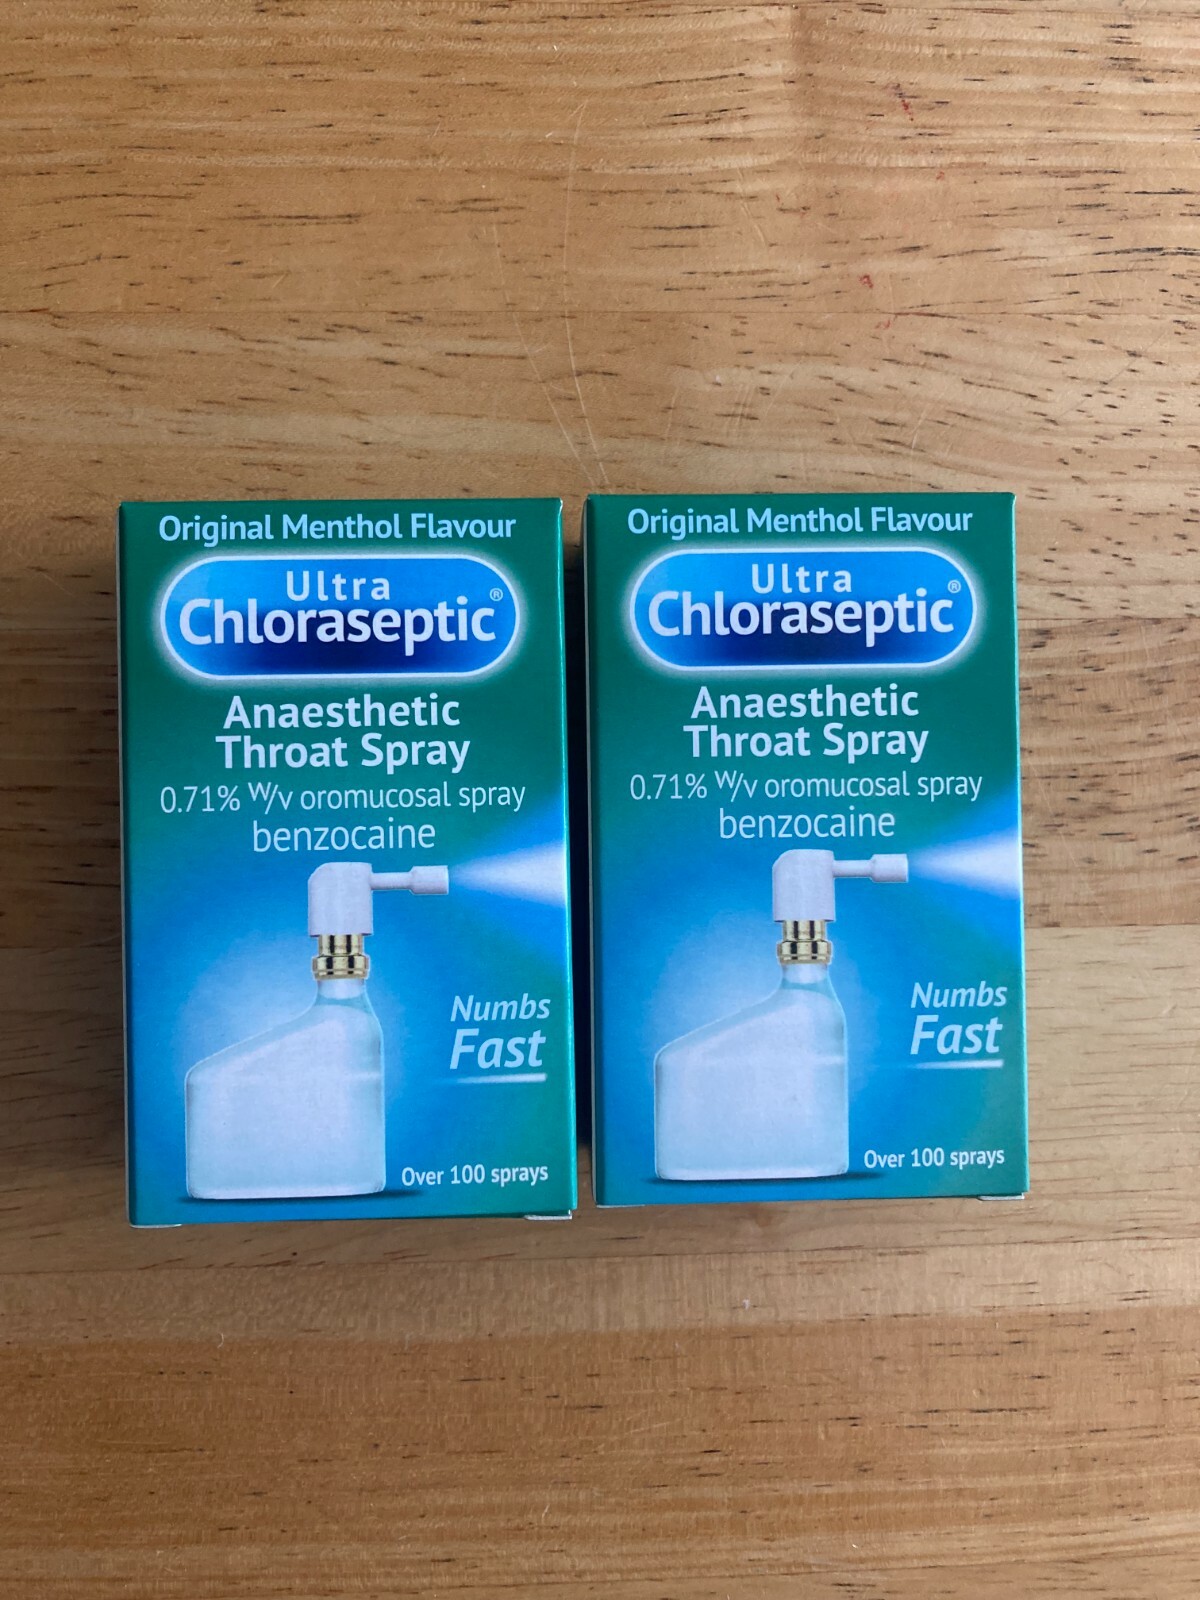 Original Menthol Flavour
Ultra
Chloraseptic®
Anaesthetic
Throat Spray
0.71% w/v oromucosal spray
benzocaine
Numbs
Fast
Over 100 sprays
Original Menthol Flavour
Ultra
Chloraseptic®
Anaesthetic
Throat Spray
0.71% w/v oromucosal spray
benzocaine
Numbs
Fast
Over 100 sprays